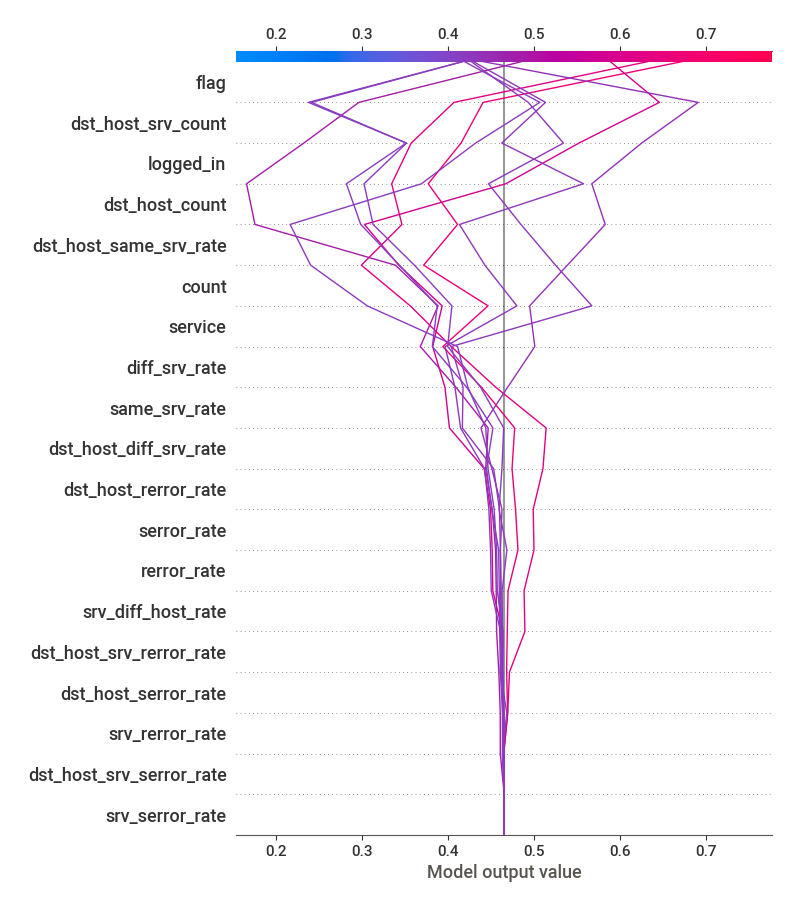 0.2 0.3 0.4 0.5 0.6 0.7
flag
dst_host_srv_count
logged_in
dst_host_count
dst_host_same_srv_rate
count
service
diff_srv_rate
same_srv_rate
dst_host_diff_srv_rate
dst_host_rerror_rate
serror_rate
rerror_rate
srv_diff_host_rate
dst_host_srv_rerror_rate
dst_host_serror_rate
srv_rerror_rate
dst_host_srv_serror_rate
srv_serror_rate
0.2 0.3 0.4 0.5 0.6 0.7
Model output value